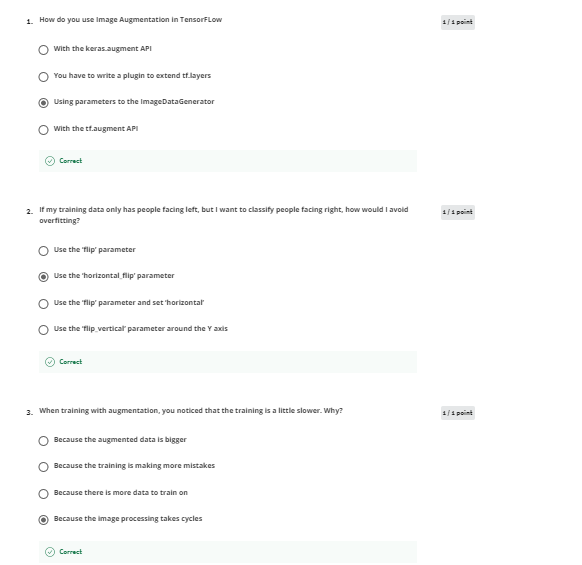 1. How do you use Image Augmentation in TensorFLow
1 / 1 point
With the keras.augment API
You have to write a plugin to extend tf.layers
Using parameters to the ImageDataGenerator
With the tf.augment API
Correct
2. If my training data only has people facing left, but I want to classify people facing right, how would I avoid
overfitting?
1 / 1 point
Use the 'flip' parameter
Use the 'horizontal_flip' parameter
Use the 'flip' parameter and set 'horizontal'
Use the 'flip_vertical' parameter around the Y axis
Correct
3. When training with augmentation, you noticed that the training is a little slower. Why?
1 / 1 point
Because the augmented data is bigger
Because the training is making more mistakes
Because there is more data to train on
Because the image processing takes cycles
Correct